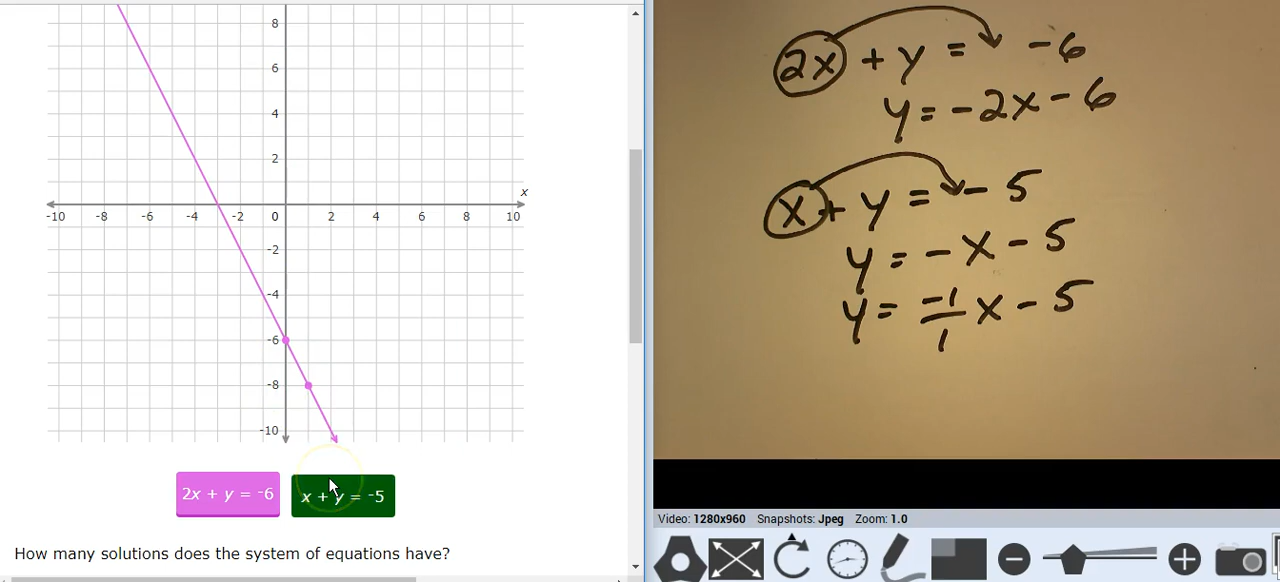 8
6
4
2
x
-10 -8 -6 -4 -2 0 2 4 6 8 10
-2
-4
-6
-8
-10
2x + y = -6
x + y = -5
How many solutions does the system of equations have?
2x + y = -6
y = -2x - 6
x + y = -5
y = -x - 5
y = -1/1 x - 5
Video: 1280x960 Snapshots: Jpeg Zoom: 1.0